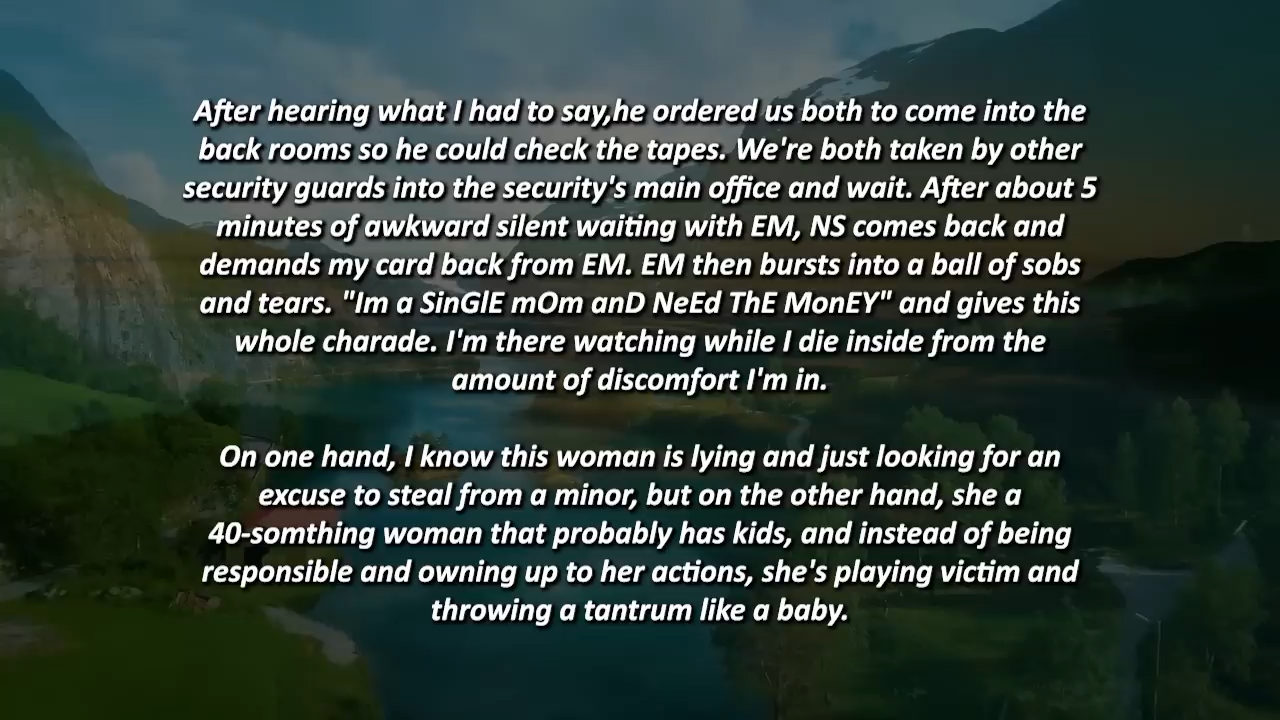 After hearing what I had to say,he ordered us both to come into the
back rooms so he could check the tapes. We're both taken by other
security guards into the security's main office and wait. After about 5
minutes of awkward silent waiting with EM, NS comes back and
demands my card back from EM. EM then bursts into a ball of sobs
and tears. "Im a SinGlE mOm anD NeEd ThE MonEY" and gives this
whole charade. I'm there watching while I die inside from the
amount of discomfort I'm in.
On one hand, I know this woman is lying and just looking for an
excuse to steal from a minor, but on the other hand, she a
40-somthing woman that probably has kids, and instead of being
responsible and owning up to her actions, she's playing victim and
throwing a tantrum like a baby.